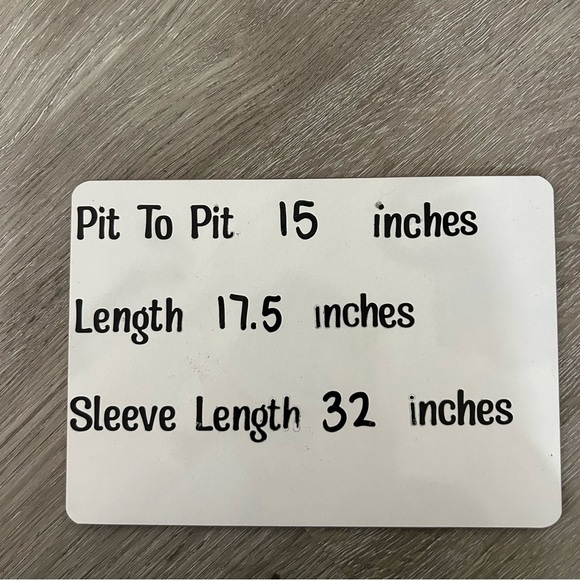 Pit To Pit 15 inches
Length 17.5 inches
Sleeve Length 32 inches